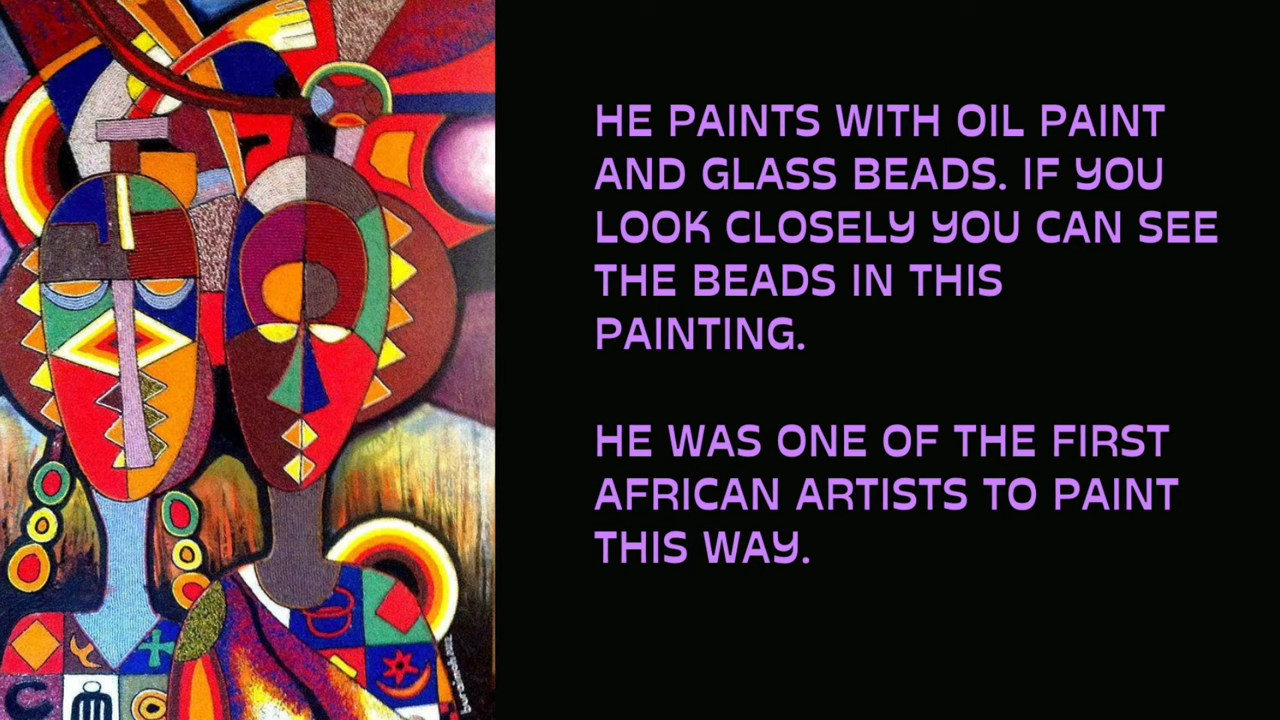 HE PAINTS WITH OIL PAINT
AND GLASS BEADS. IF YOU
LOOK CLOSELY YOU CAN SEE
THE BEADS IN THIS
PAINTING.
HE WAS ONE OF THE FIRST
AFRICAN ARTISTS TO PAINT
THIS WAY.